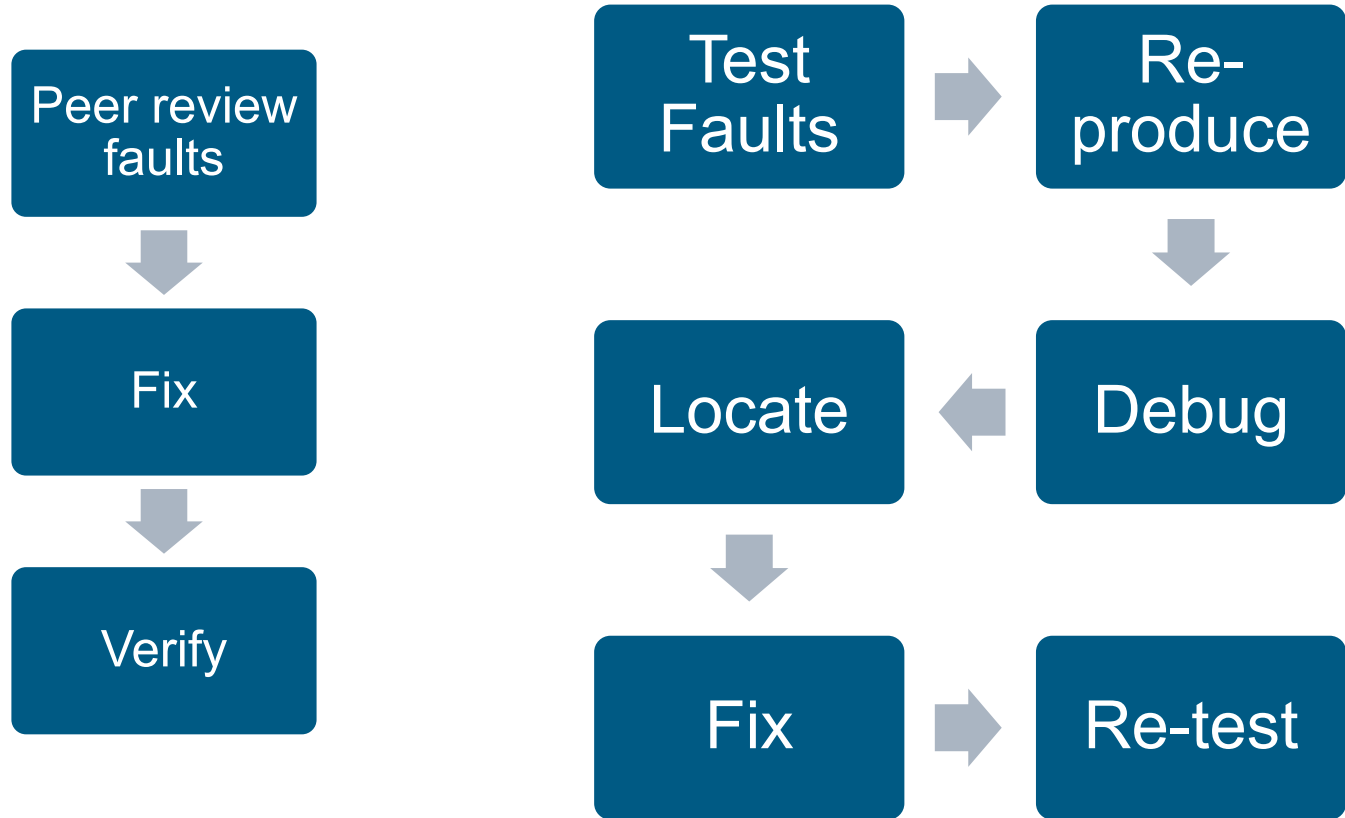 Peer review
faults
Fix
Verify
Test
Faults
Re-
produce
Debug
Locate
Fix
Re-test